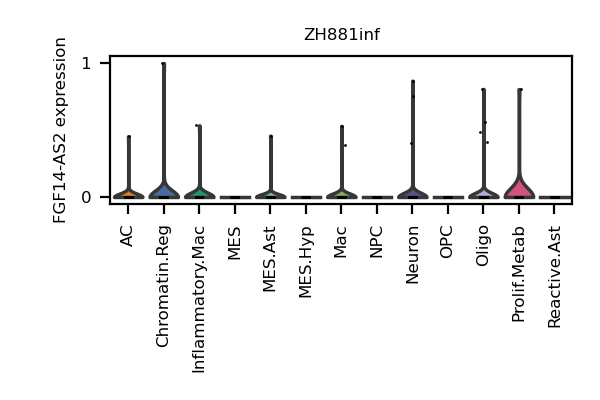 ZH881inf
FGF14-AS2 expression
1
0
AC
Chromatin.Reg
Inflammatory.Mac
MES
MES.Ast
MES.Hyp
Mac
NPC
Neuron
OPC
Oligo
Prolif.Metab
Reactive.Ast